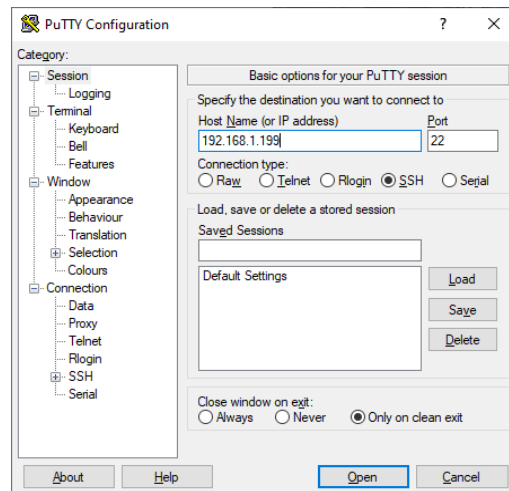 PuTTY Configuration
?
Category:
Session
Logging
Terminal
Keyboard
Bell
Features
Window
Appearance
Behaviour
Translation
Selection
Colours
Connection
Data
Proxy
Telnet
Rlogin
SSH
Serial
Basic options for your PuTTY session
Specify the destination you want to connect to
Host Name (or IP address) Port
192.168.1.199 22
Connection type:
Raw Telnet Rlogin SSH Serial
Load, save or delete a stored session
Saved Sessions
Default Settings
Load
Save
Delete
Close window on exit:
Always Never Only on clean exit
About Help Open Cancel